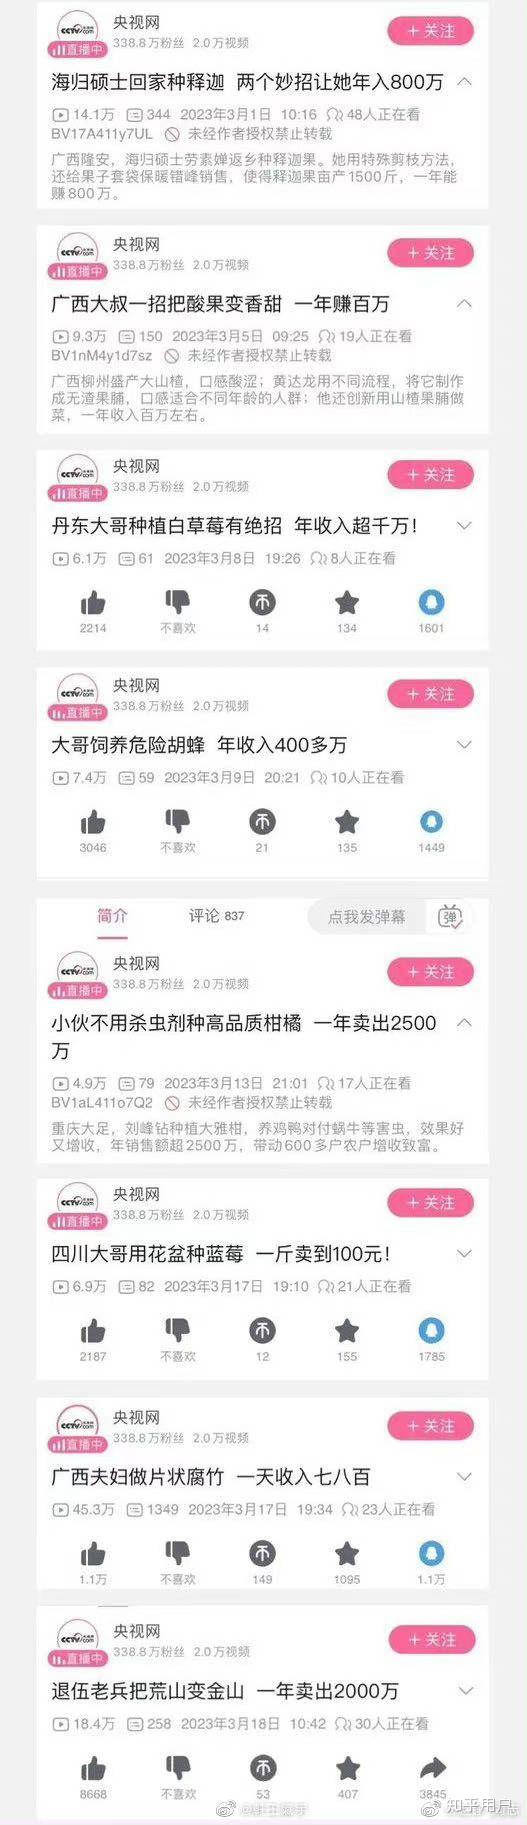 央视网
+ 关注
338.8万粉丝 2.0万视频
直播中
海归硕士回家种释迦 两个妙招让她年入800万
14.1万 344 2023年3月1日 10:16 48人正在看
BV17A411y7UL 未经作者授权禁止转载
广西隆安，海归硕士劳素婵返乡种释迦果。她用特殊剪枝方法，
还给果子套袋保暖错峰销售，使得释迦果亩产1500斤，一年能
赚800万。
央视网
+ 关注
338.8万粉丝 2.0万视频
直播中
广西大叔一招把酸果变香甜 一年赚百万
9.3万 150 2023年3月5日 09:25 19人正在看
BV1nM4y1d7sz 未经作者授权禁止转载
广西柳州盛产大山楂，口感酸涩；黄达龙用不同流程，将它制作
成无渣果脯，口感适合不同年龄的人群；他还创新用山楂果脯做
菜，一年收入百万左右。
央视网
+ 关注
338.8万粉丝 2.0万视频
直播中
丹东大哥种植白草莓有绝招 年收入超千万！
6.1万 61 2023年3月8日 19:26 8人正在看
2214 不喜欢 14 134 1601
央视网
+ 关注
338.8万粉丝 2.0万视频
直播中
大哥饲养危险胡蜂 年收入400多万
7.4万 59 2023年3月9日 20:21 10人正在看
3046 不喜欢 21 135 1449
简介 评论 837 点我发弹幕 弹
央视网
+ 关注
338.8万粉丝 2.0万视频
直播中
小伙不用杀虫剂种高品质柑橘 一年卖出2500
万
4.9万 79 2023年3月13日 21:01 17人正在看
BV1aL411o7Q2 未经作者授权禁止转载
重庆大足，刘峰钻种植大雅柑，养鸡鸭对付蜗牛等害虫，效果好
又增收，年销售额超2500万，带动600多户农户增收致富。
央视网
+ 关注
338.8万粉丝 2.0万视频
直播中
四川大哥用花盆种蓝莓 一斤卖到100元！
6.9万 82 2023年3月17日 19:10 21人正在看
2187 不喜欢 12 155 1785
央视网
+ 关注
338.8万粉丝 2.0万视频
直播中
广西夫妇做片状腐竹 一天收入七八百
45.3万 1349 2023年3月17日 19:34 23人正在看
1.1万 不喜欢 149 1095 1.1万
央视网
+ 关注
338.8万粉丝 2.0万视频
直播中
退伍老兵把荒山变金山 一年卖出2000万
18.4万 258 2023年3月18日 10:42 30人正在看
8668 不喜欢 53 407 3845
知乎用户